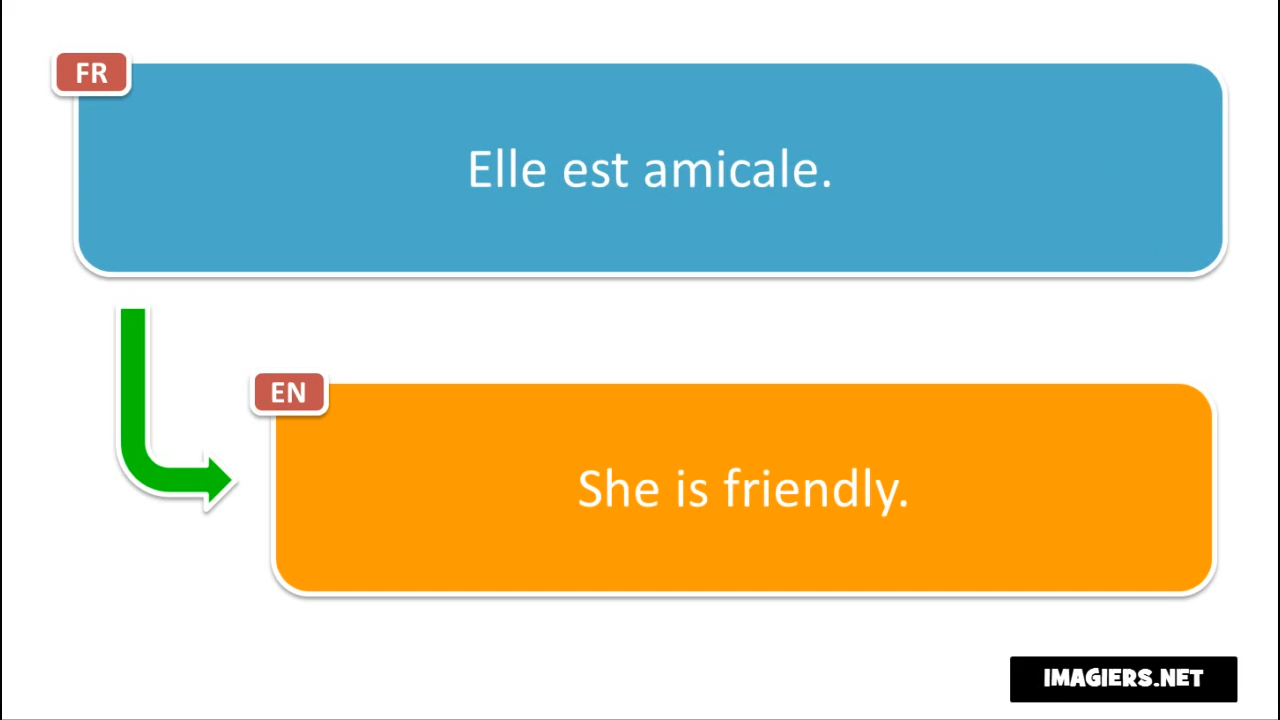 FR
Elle est amicale.
EN
She is friendly.
IMAGIERS.NET